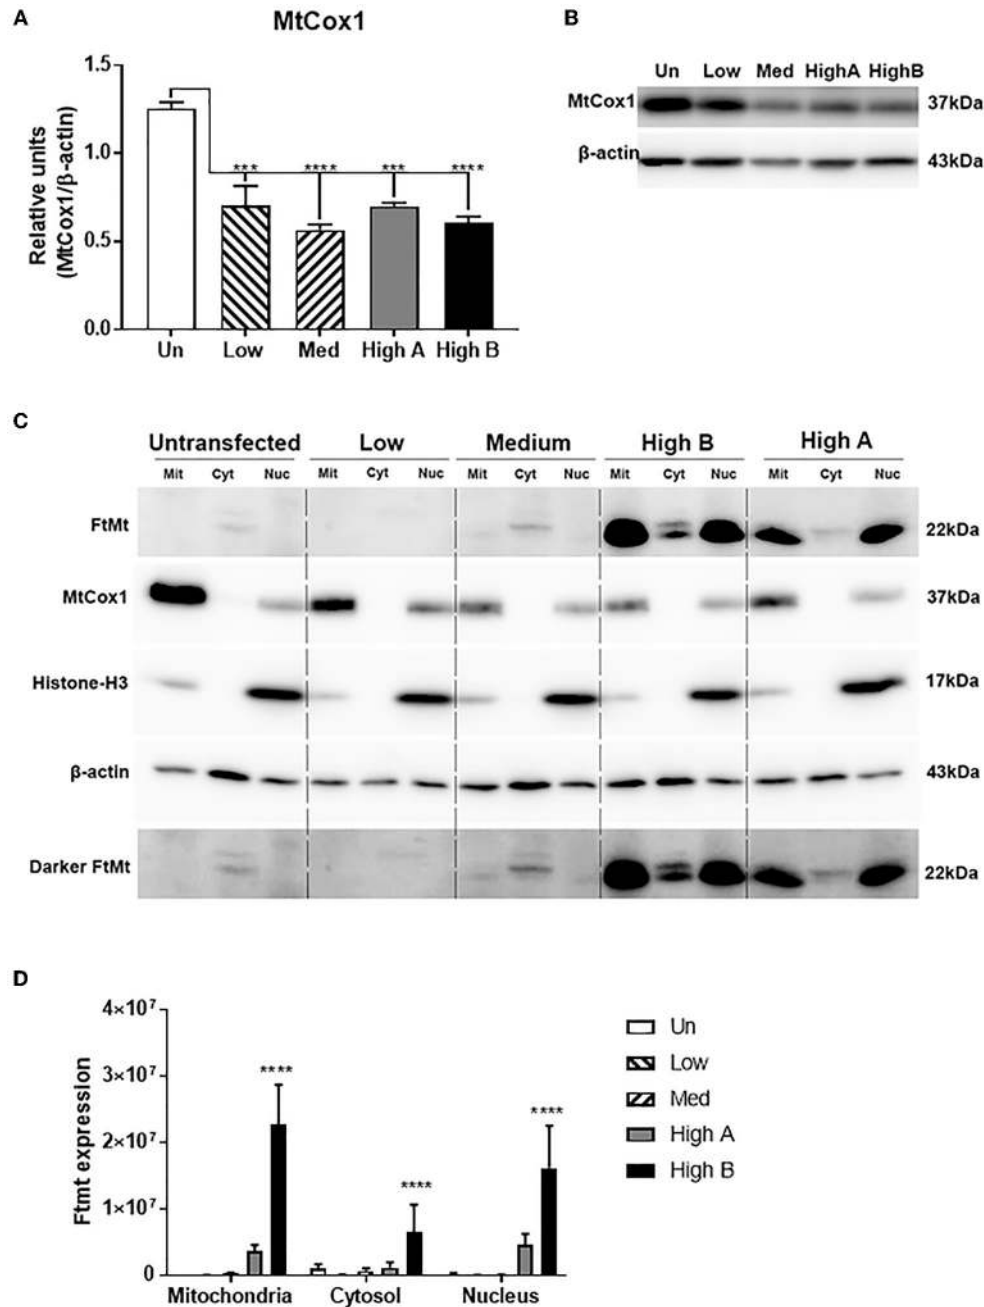 A
MtCox1
Relative units
(MtCox1/β-actin)
1.5
1.0
0.5
0.0
*** **** *** ****
Un Low Med High A High B
B
Un Low Med HighA HighB
MtCox1 37kDa
β-actin 43kDa
C
Untransfected Low Medium High B High A
Mit Cyt Nuc Mit Cyt Nuc Mit Cyt Nuc Mit Cyt Nuc Mit Cyt Nuc
FtMt 22kDa
MtCox1 37kDa
Histone-H3 17kDa
β-actin 43kDa
Darker FtMt 22kDa
D
Ftmt expression
4×10⁷
3×10⁷
2×10⁷
1×10⁷
0
**** **** ****
Mitochondria Cytosol Nucleus
Un
Low
Med
High A
High B